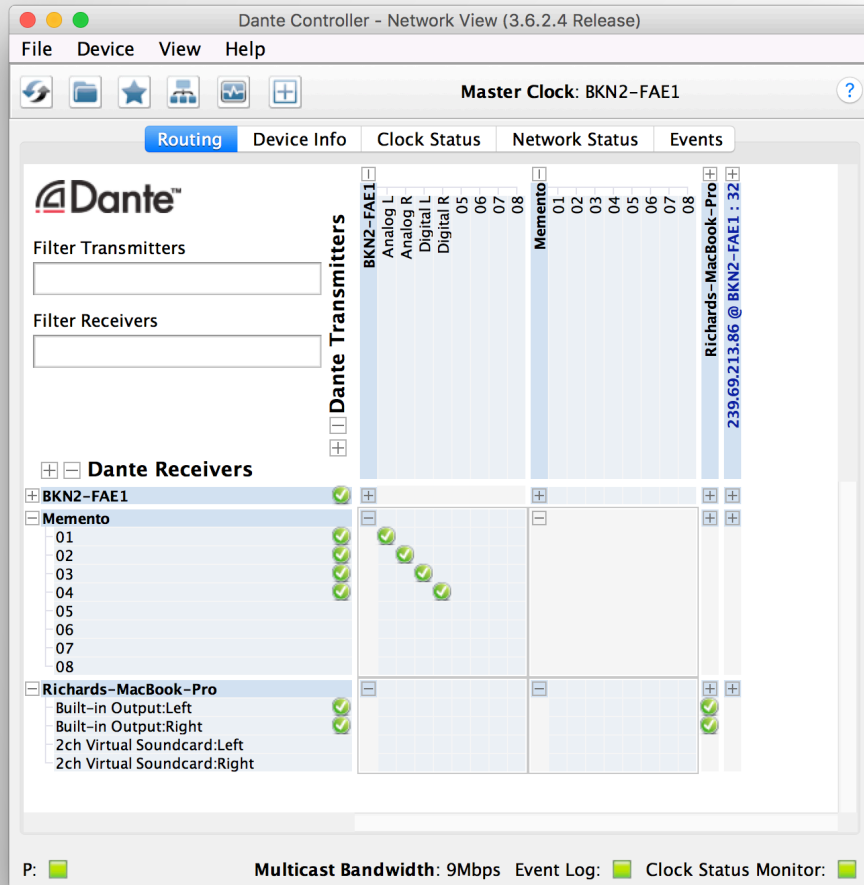 Dante Controller - Network View (3.6.2.4 Release)
File Device View Help
Master Clock: BKN2-FAE1
?
Routing Device Info Clock Status Network Status Events
Dante™
Filter Transmitters
Filter Receivers
Dante Transmitters
BKN2-FAE1
Analog L
Analog R
Digital L
Digital R
05
06
07
08
Memento
01
02
03
04
05
06
07
08
Richards-MacBook-Pro
239.69.213.86 @ BKN2-FAE1 : 32
Dante Receivers
BKN2-FAE1
Memento
01
02
03
04
05
06
07
08
Richards-MacBook-Pro
Built-in Output:Left
Built-in Output:Right
2ch Virtual Soundcard:Left
2ch Virtual Soundcard:Right
P: Multicast Bandwidth: 9Mbps Event Log: Clock Status Monitor: